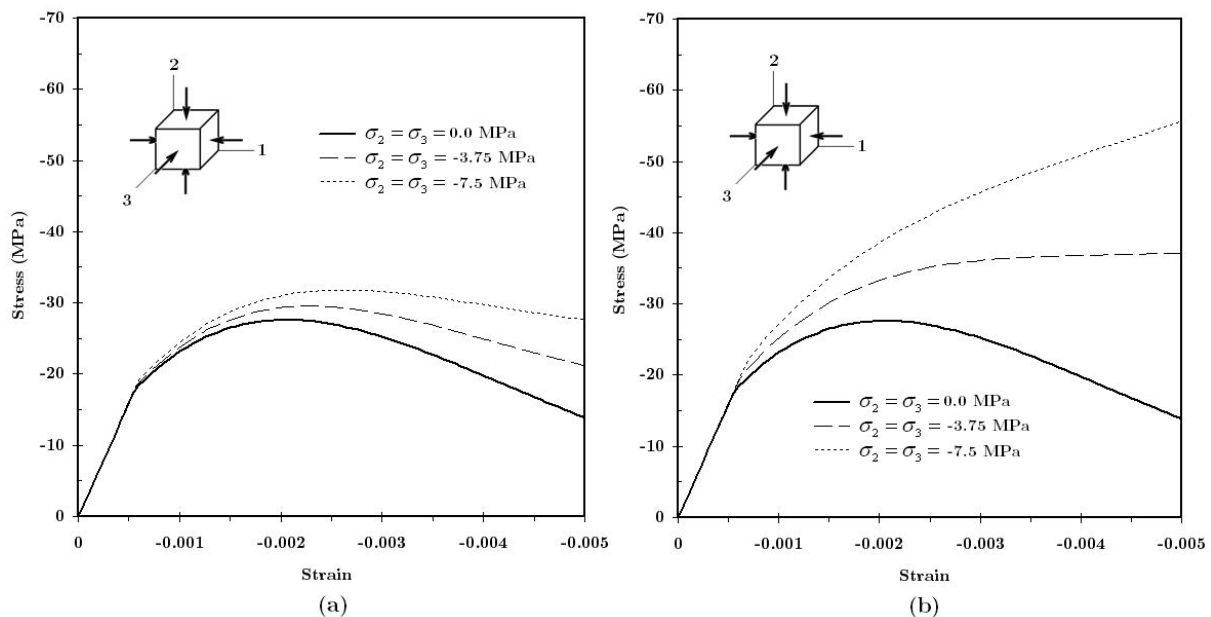 -70
-60
-50
-40
-30
-20
-10
0
Stress (MPa)
2
1
3
σ2 = σ3 = 0.0 MPa
σ2 = σ3 = -3.75 MPa
σ2 = σ3 = -7.5 MPa
0 -0.001 -0.002 -0.003 -0.004 -0.005
Strain
(a)
-70
-60
-50
-40
-30
-20
-10
0
Stress (MPa)
2
1
3
σ2 = σ3 = 0.0 MPa
σ2 = σ3 = -3.75 MPa
σ2 = σ3 = -7.5 MPa
0 -0.001 -0.002 -0.003 -0.004 -0.005
Strain
(b)